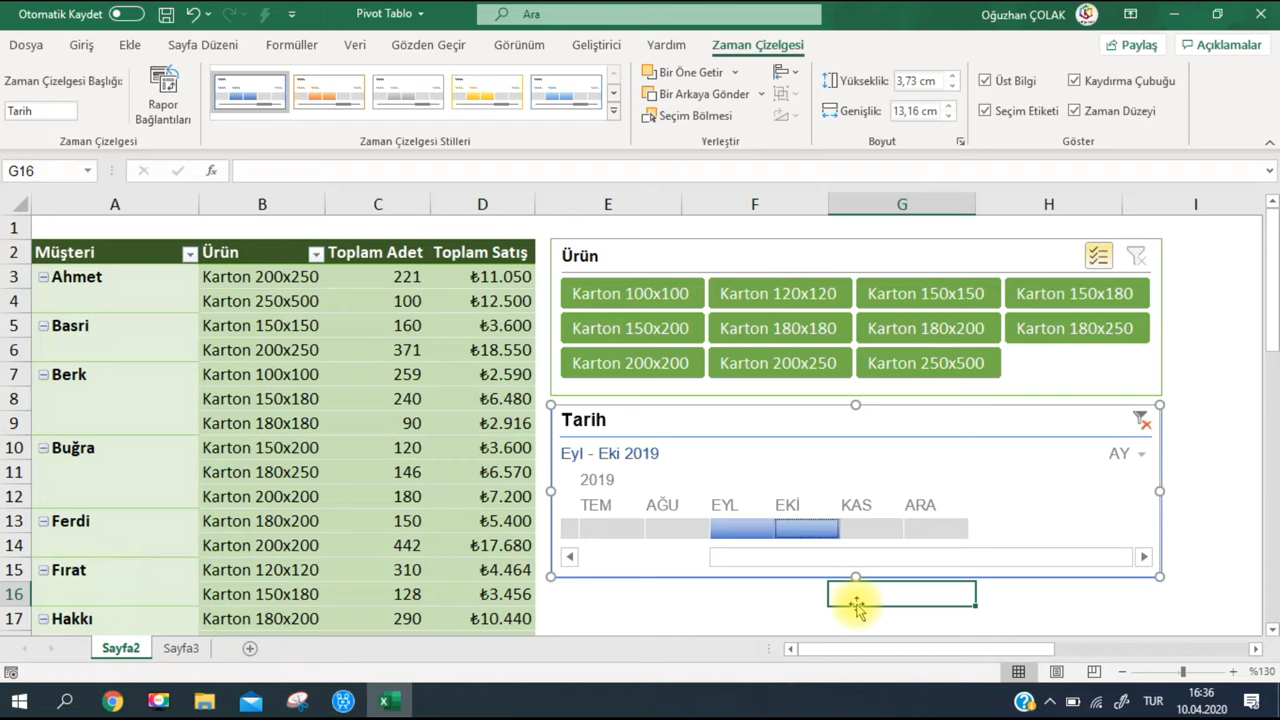 Otomatik Kaydet
Pivot Tablo
Ara
Oğuzhan ÇOLAK
Dosya Giriş Ekle Sayfa Düzeni Formüller Veri Gözden Geçir Görünüm Geliştirici Yardım Zaman Çizelgesi
Paylaş Açıklamalar
Zaman Çizelgesi Başlığı:
Tarih
Rapor
Bağlantıları
Zaman Çizelgesi
Zaman Çizelgesi Stilleri
Bir Öne Getir
Bir Arkaya Gönder
Seçim Bölmesi
Yerleştir
Yükseklik: 3,73 cm
Genişlik: 13,16 cm
Boyut
Üst Bilgi Kaydırma Çubuğu
Seçim Etiketi Zaman Düzeyi
Göster
G16 fx
A B C D E F G H I
1
2 Müşteri Ürün Toplam Adet Toplam Satış
3 Ahmet Karton 200x250 221 ₺11.050
4 Karton 250x500 100 ₺12.500
5 Basri Karton 150x150 160 ₺3.600
6 Karton 200x250 371 ₺18.550
7 Berk Karton 100x100 259 ₺2.590
8 Karton 150x180 240 ₺6.480
9 Karton 180x180 90 ₺2.916
10 Buğra Karton 150x200 120 ₺3.600
11 Karton 180x250 146 ₺6.570
12 Karton 200x200 180 ₺7.200
13 Ferdi Karton 180x200 150 ₺5.400
14 Karton 200x200 442 ₺17.680
15 Fırat Karton 120x120 310 ₺4.464
16 Karton 150x180 128 ₺3.456
17 Hakkı Karton 180x200 290 ₺10.440
Ürün
Karton 100x100 Karton 120x120 Karton 150x150 Karton 150x180
Karton 150x200 Karton 180x180 Karton 180x200 Karton 180x250
Karton 200x200 Karton 200x250 Karton 250x500
Tarih
Eyl - Eki 2019 AY
2019
TEM AĞU EYL EKİ KAS ARA
Sayfa2 Sayfa3
%130
TUR
16:36
10.04.2020